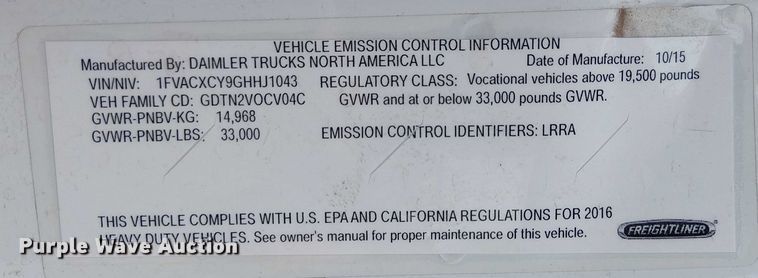 VEHICLE EMISSION CONTROL INFORMATION
Manufactured By: DAIMLER TRUCKS NORTH AMERICA LLC Date of Manufacture: 10/15
VIN/NIV: 1FVACXCY9GHHJ1043 REGULATORY CLASS: Vocational vehicles above 19,500 pounds
VEH FAMILY CD: GDTN2VOCV04C GVWR and at or below 33,000 pounds GVWR.
GVWR-PNBV-KG: 14,968
GVWR-PNBV-LBS: 33,000 EMISSION CONTROL IDENTIFIERS: LRRA
THIS VEHICLE COMPLIES WITH U.S. EPA AND CALIFORNIA REGULATIONS FOR 2016
HEAVY DUTY VEHICLES. See owner's manual for proper maintenance of this vehicle.
FREIGHTLINER
Purple Wave Auction